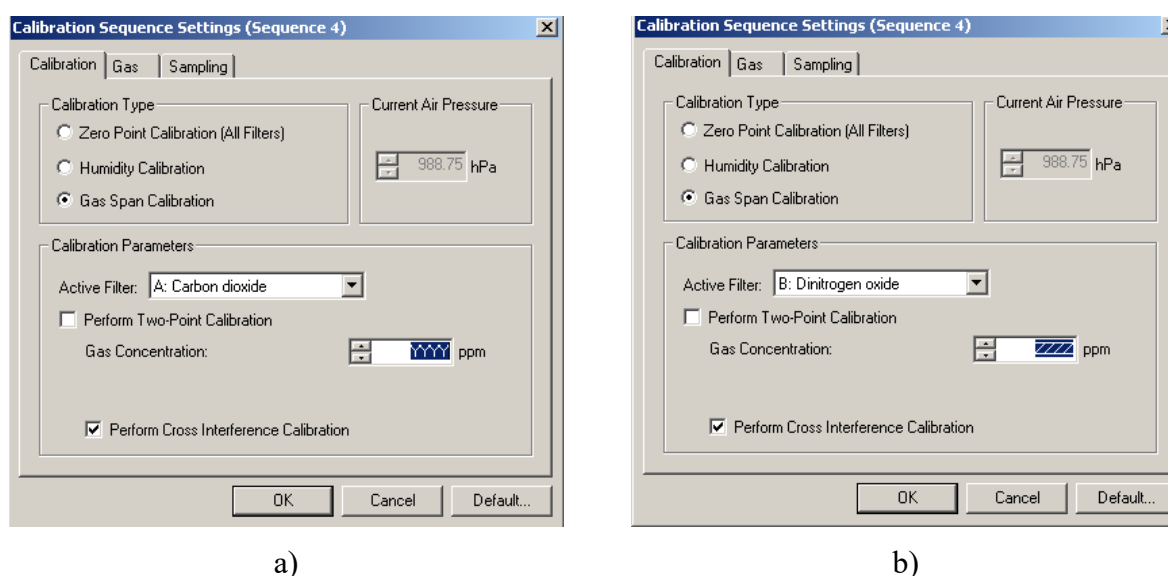 Calibration Sequence Settings (Sequence 4)
Calibration Gas Sampling
Calibration Type
Zero Point Calibration (All Filters)
Humidity Calibration
Gas Span Calibration
Current Air Pressure
988.75 hPa
Calibration Parameters
Active Filter: A: Carbon dioxide
Perform Two-Point Calibration
Gas Concentration: YYYY ppm
Perform Cross Interference Calibration
OK Cancel Default...
a)
Calibration Sequence Settings (Sequence 4)
Calibration Gas Sampling
Calibration Type
Zero Point Calibration (All Filters)
Humidity Calibration
Gas Span Calibration
Current Air Pressure
988.75 hPa
Calibration Parameters
Active Filter: B: Dinitrogen oxide
Perform Two-Point Calibration
Gas Concentration: ZZZZ ppm
Perform Cross Interference Calibration
OK Cancel Default...
b)